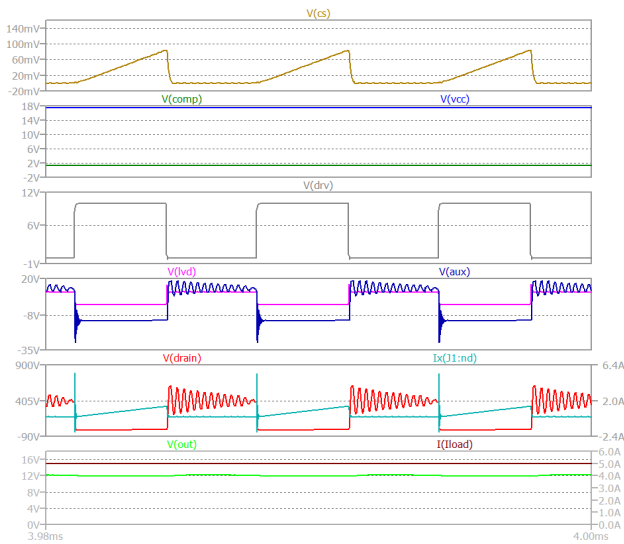 V(cs)
140mV
100mV
60mV
20mV
-20mV
V(comp) V(vcc)
18V
14V
10V
6V
2V
-2V
V(drv)
12V
6V
-1V
V(lvd) V(aux)
20V
-8V
-35V
V(drain) Ix(J1:nd)
900V 6.4A
405V 2.0A
-90V -2.4A
V(out) I(Iload)
6.0A
16V 5.0A
12V 4.0A
8V 3.0A
2.0A
4V 1.0A
0V 0.0A
3.98ms 4.00ms